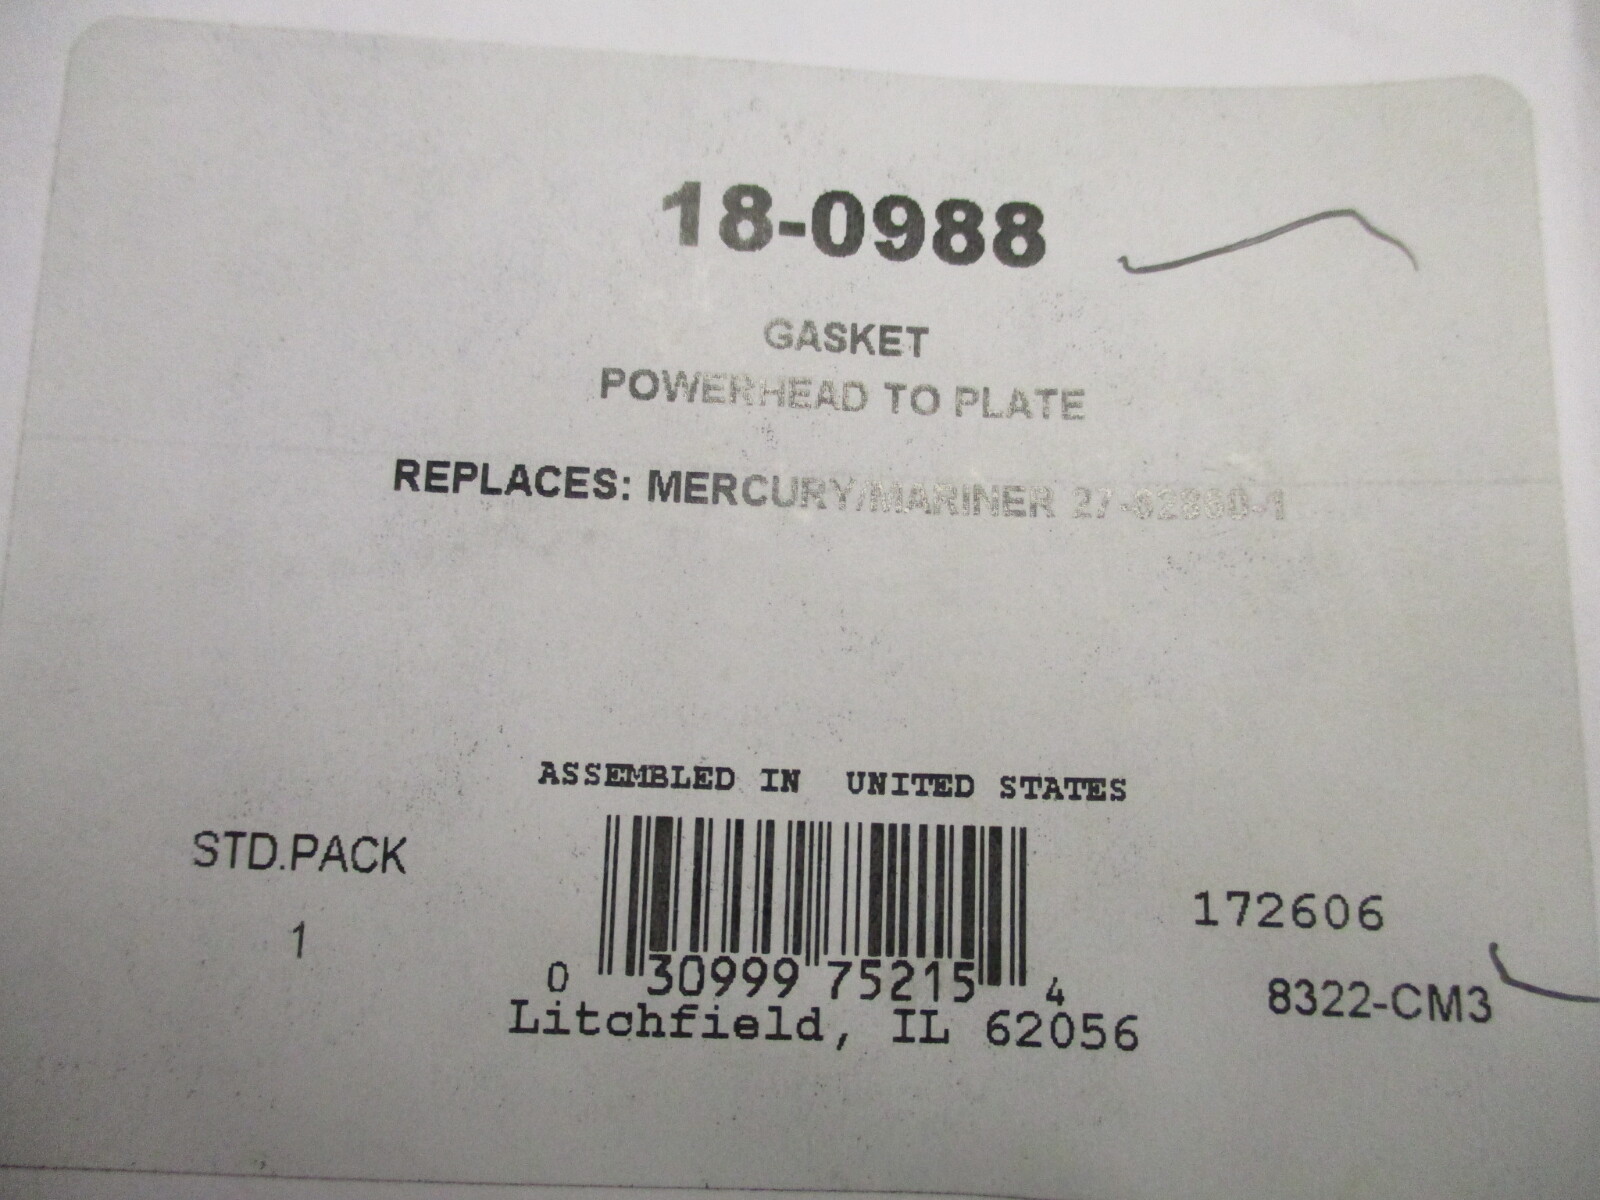 18-0988
GASKET
POWERHEAD TO PLATE
REPLACES: MERCURY/MARINER
ASSEMBLED IN UNITED STATES
STD.PACK
1
0 30999 75215 4
Litchfield, IL 62056
172606
8322-CM3